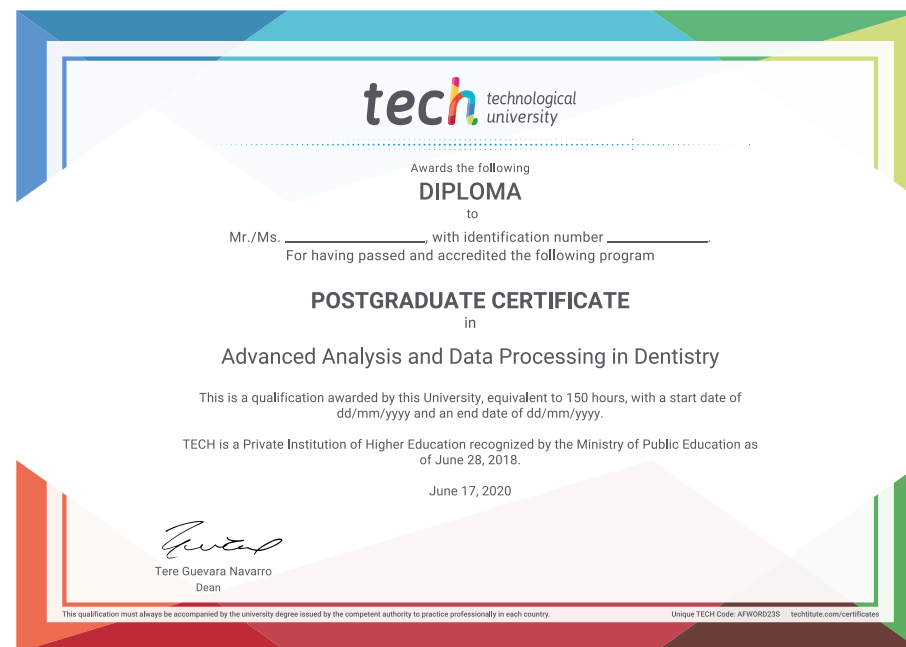 tech technological
university
Awards the following
DIPLOMA
to
Mr./Ms. ____________________, with identification number ______________.
For having passed and accredited the following program
POSTGRADUATE CERTIFICATE
in
Advanced Analysis and Data Processing in Dentistry
This is a qualification awarded by this University, equivalent to 150 hours, with a start date of
dd/mm/yyyy and an end date of dd/mm/yyyy.
TECH is a Private Institution of Higher Education recognized by the Ministry of Public Education as
of June 28, 2018.
June 17, 2020
Tere Guevara Navarro
Dean
This qualification must always be accompanied by the university degree issued by the competent authority to practice professionally in each country.
Unique TECH Code: AFWORD23S techtitute.com/certificates